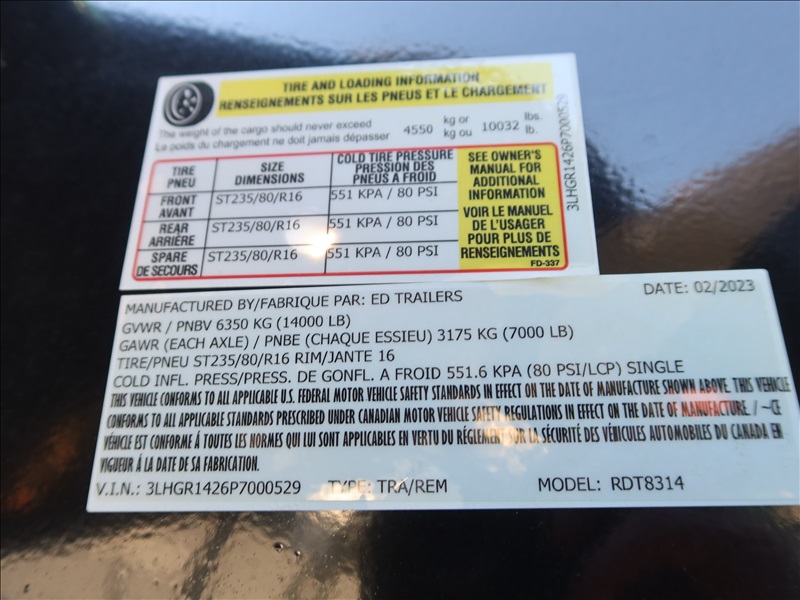 TIRE AND LOADING INFORMATION
RENSEIGNEMENTS SUR LES PNEUS ET LE CHARGEMENT
The weight of the cargo should never exceed 4550 kg or 10032 lbs.
La poids du chargement ne doit jamais dépasser kg ou lb.
TIRE PNEU
SIZE DIMENSIONS
COLD TIRE PRESSURE PRESSION DES PNEUS A FROID
FRONT AVANT ST235/80/R16 551 KPA / 80 PSI
REAR ARRIÈRE ST235/80/R16 551 KPA / 80 PSI
SPARE DE SECOURS ST235/80/R16 551 KPA / 80 PSI
SEE OWNER'S
MANUAL FOR
ADDITIONAL
INFORMATION
VOIR LE MANUEL
DE L'USAGER
POUR PLUS DE
RENSEIGNEMENTS
FD-337
3LHGR1426P7000529
MANUFACTURED BY/FABRIQUE PAR: ED TRAILERS DATE: 02/2023
GVWR / PNBV 6350 KG (14000 LB)
GAWR (EACH AXLE) / PNBE (CHAQUE ESSIEU) 3175 KG (7000 LB)
TIRE/PNEU ST235/80/R16 RIM/JANTE 16
COLD INFL. PRESS/PRESS. DE GONFL. A FROID 551.6 KPA (80 PSI/LCP) SINGLE
THIS VEHICLE CONFORMS TO ALL APPLICABLE U.S. FEDERAL MOTOR VEHICLE SAFETY STANDARDS IN EFFECT ON THE DATE OF MANUFACTURE SHOWN ABOVE. THIS VEHICLE
CONFORMS TO ALL APPLICABLE STANDARDS PRESCRIBED UNDER CANADIAN MOTOR VEHICLE SAFETY REGULATIONS IN EFFECT ON THE DATE OF MANUFACTURE. / ~CE
VÉHICLE EST CONFORME Á TOUTES LES NORMES QUI LUI SONT APPLICABLES EN VERTU DU RÉGLEMENT SUR LA SÉCURITÉ DES VÉHICULES AUTOMOBILES DU CANADA EN
VIGUEUR Á LA DATE DE SA FABRICATION.
V.I.N.: 3LHGR1426P7000529 TYPE: TRA/REM MODEL: RDT8314